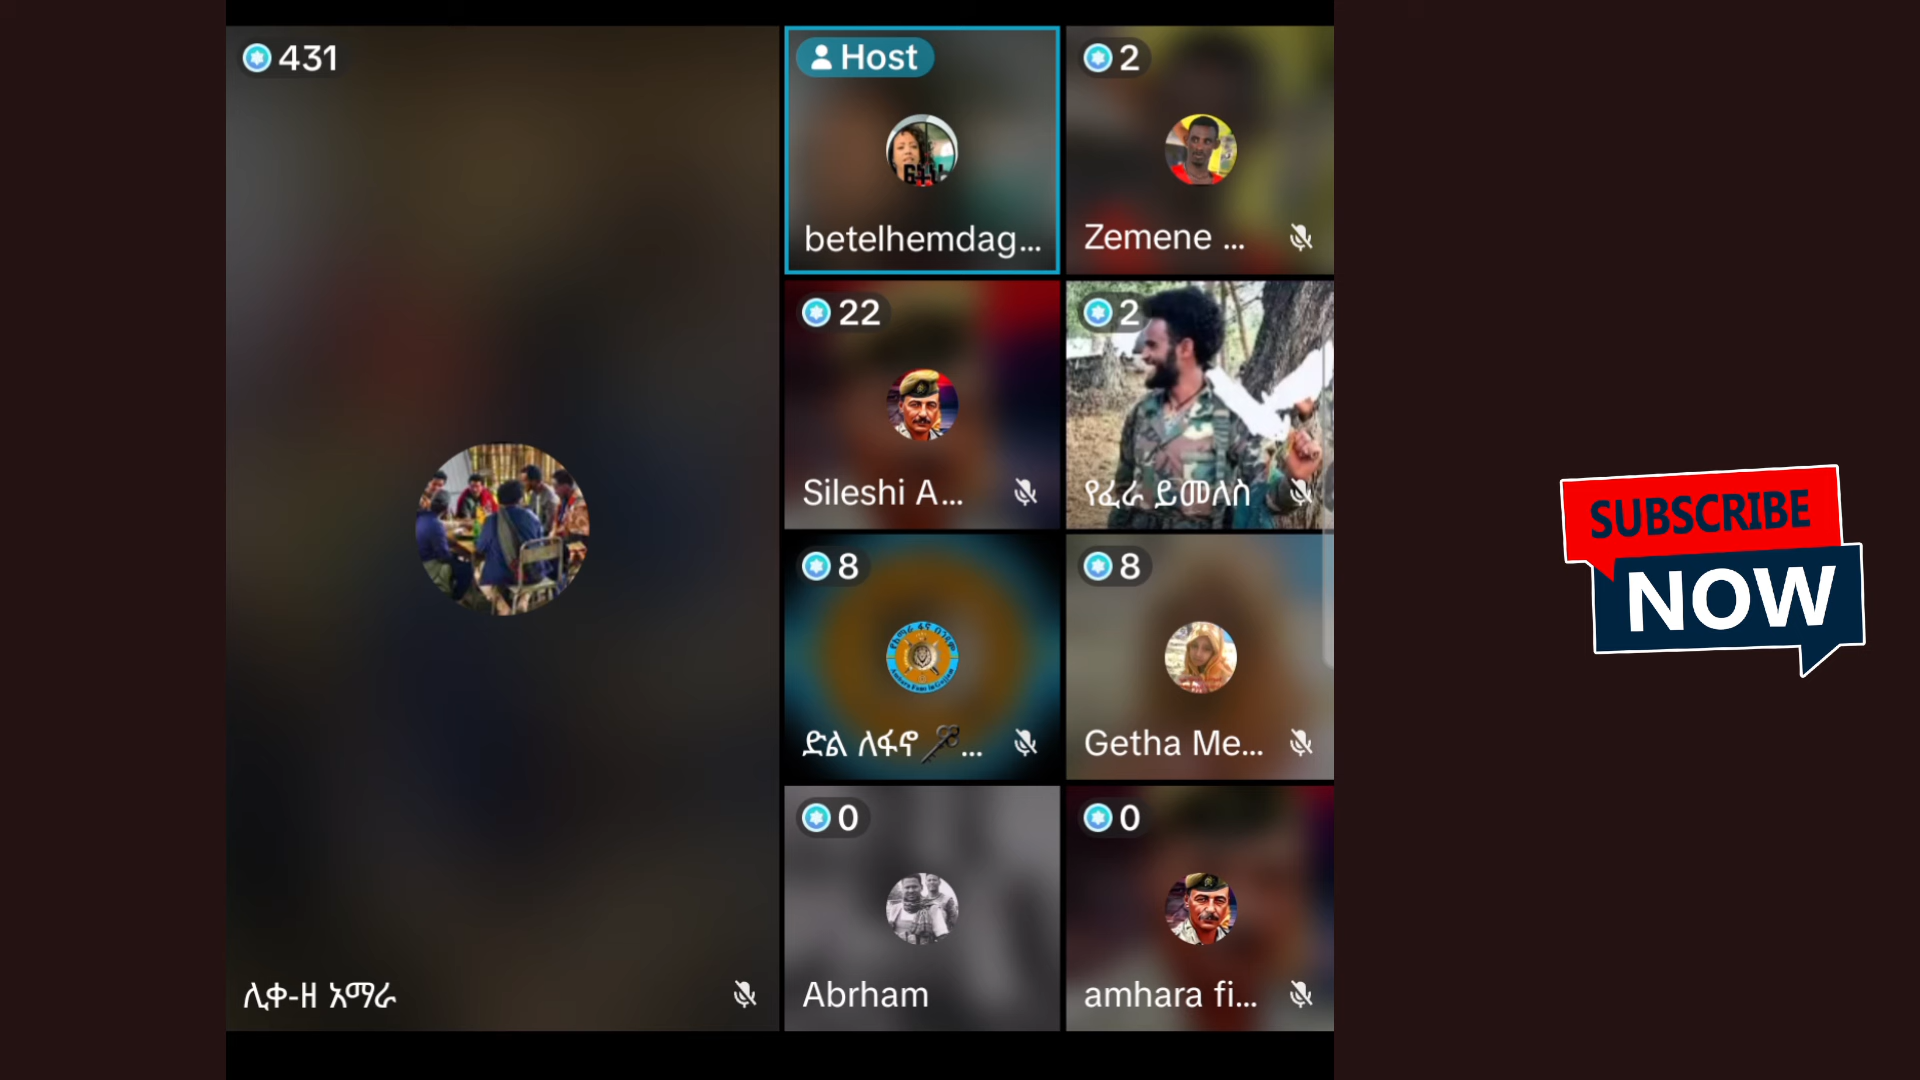 431
Host
betelhemdag...
2
Zemene ...
22
Sileshi A...
2
የፈራ ይመለስ
8
ድል ለፋኖ ...
8
Getha Me...
0
Abrham
0
amhara fi...
ሊቀ-ዘ አማራ
SUBSCRIBE
NOW